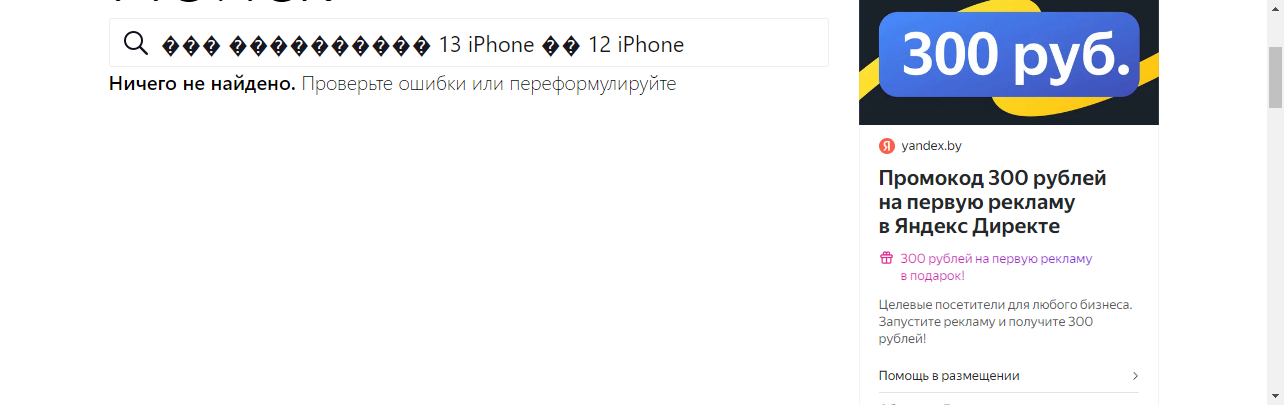 ��� ���������� 13 iPhone �� 12 iPhone
Ничего не найдено. Проверьте ошибки или переформулируйте
300 руб.
Я yandex.by
Промокод 300 рублей
на первую рекламу
в Яндекс Директе
300 рублей на первую рекламу
в подарок!
Целевые посетители для любого бизнеса.
Запустите рекламу и получите 300
рублей!
Помощь в размещении